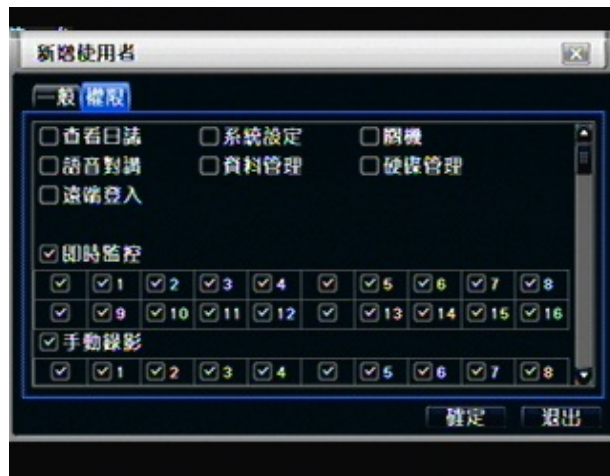 新增使用者
一般 權限
查看日誌 系統設定 關機
語音對講 資料管理 硬碟管理
遠端登入
即時監控
1 2 3 4 5 6 7 8
9 10 11 12 13 14 15 16
手動錄影
1 2 3 4 5 6 7 8
確定 退出